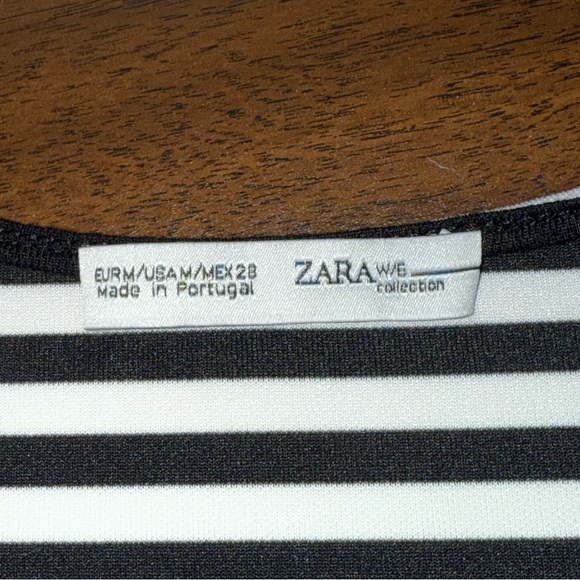 EUR M/USA M/MEX 28
Made in Portugal
ZARA W/B
collection